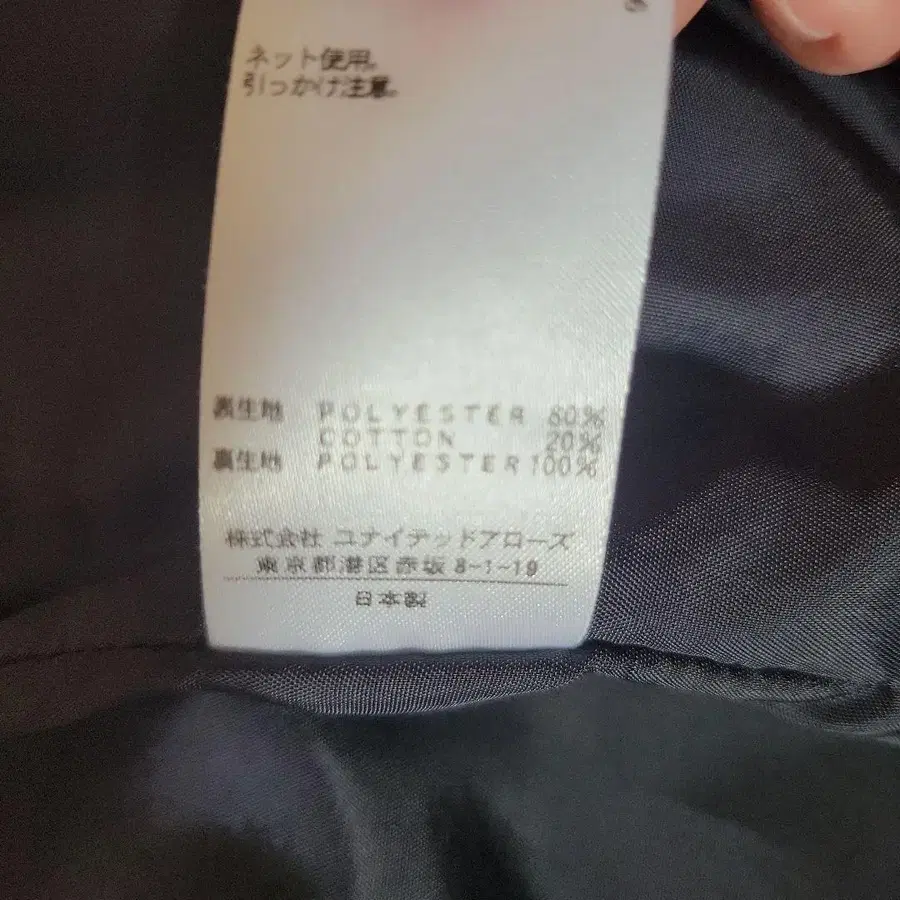 ネット使用。
引っかけ注意。
表生地 POLYESTER 80%
COTTON 20%
裏生地 POLYESTER 100%
株式会社 ユナイテッドアローズ
東京都港区赤坂 8-1-19
日本製